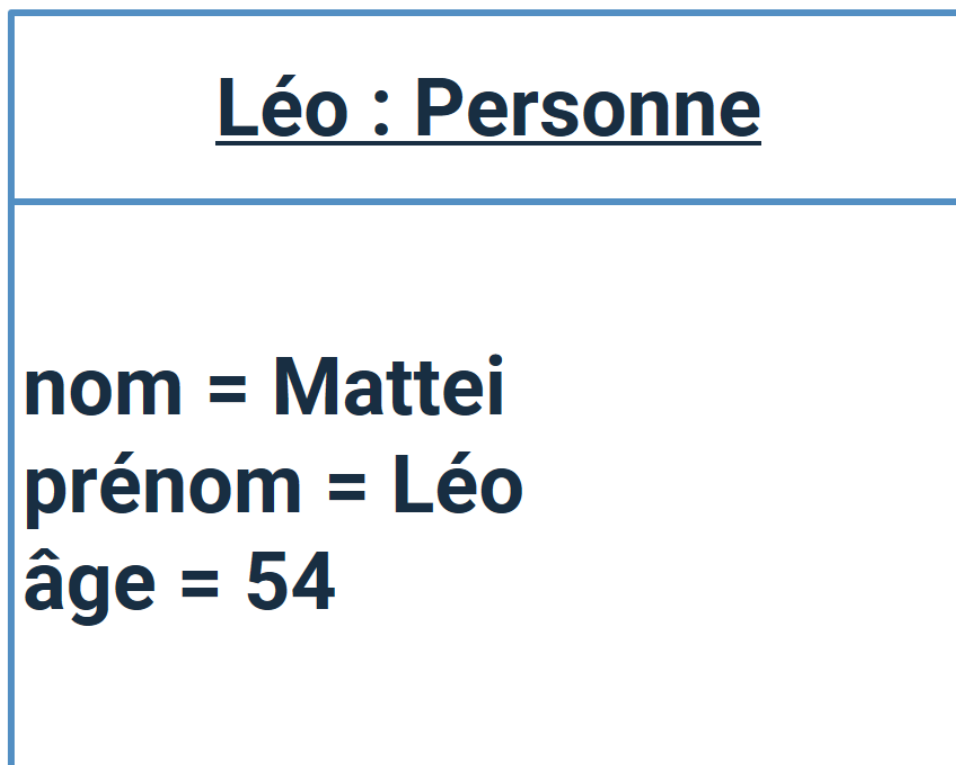 Léo : Personne
nom = Mattei
prénom = Léo
âge = 54